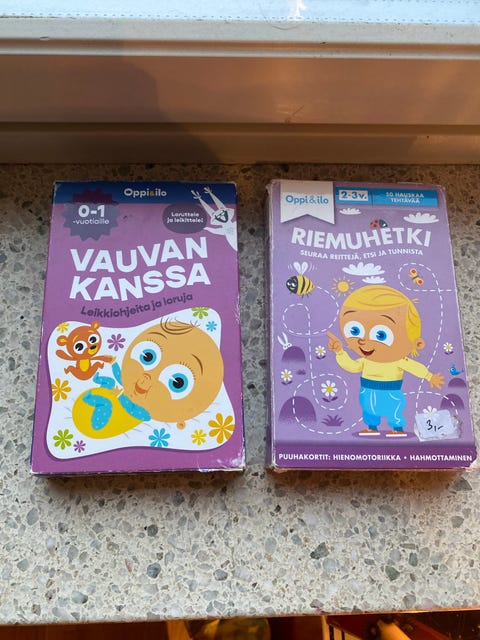 Oppi&ilo
0-1
-vuotiaille
Loruttele
ja leikittele!
VAUVAN
KANSSA
Leikkiohjeita ja loruja
Oppi&ilo
2-3 v.
50 HAUSKAA
TEHTÄVÄÄ
RIEMUHETKI
SEURAA REITTEJÄ, ETSI JA TUNNISTA
3,-
PUUHAKORTIT: HIENOMOTORIIKKA • HAHMOTTAMINEN